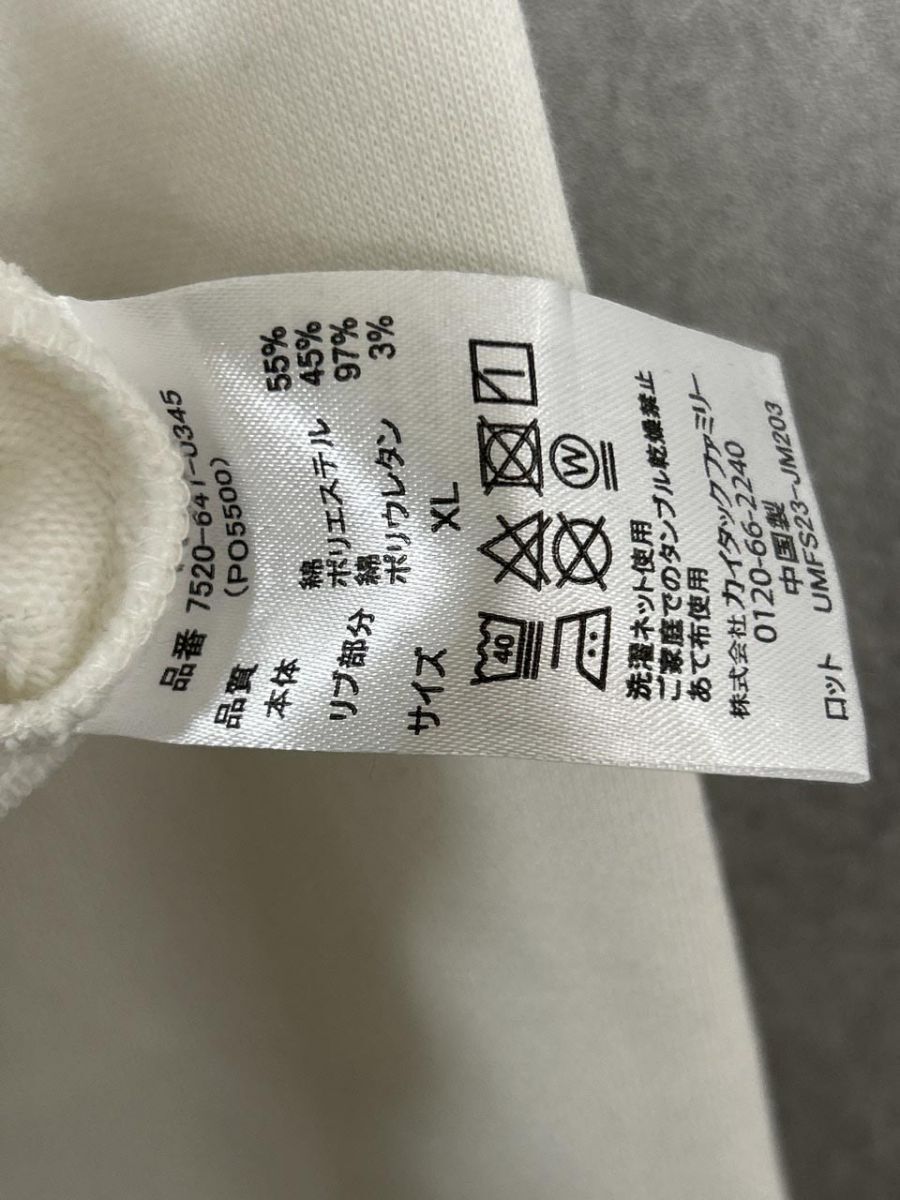 品番 7520-641-0345
(PO5500)
品質
本体 綿 55%
ポリエステル 45%
リブ部分 綿 97%
ポリウレタン 3%
サイズ XL
40
W
洗濯ネット使用
ご家庭でのタンブル乾燥禁止
あて布使用
株式会社カイタックファミリー
0120-66-2240
中国製
ロット UMFS23-JM203